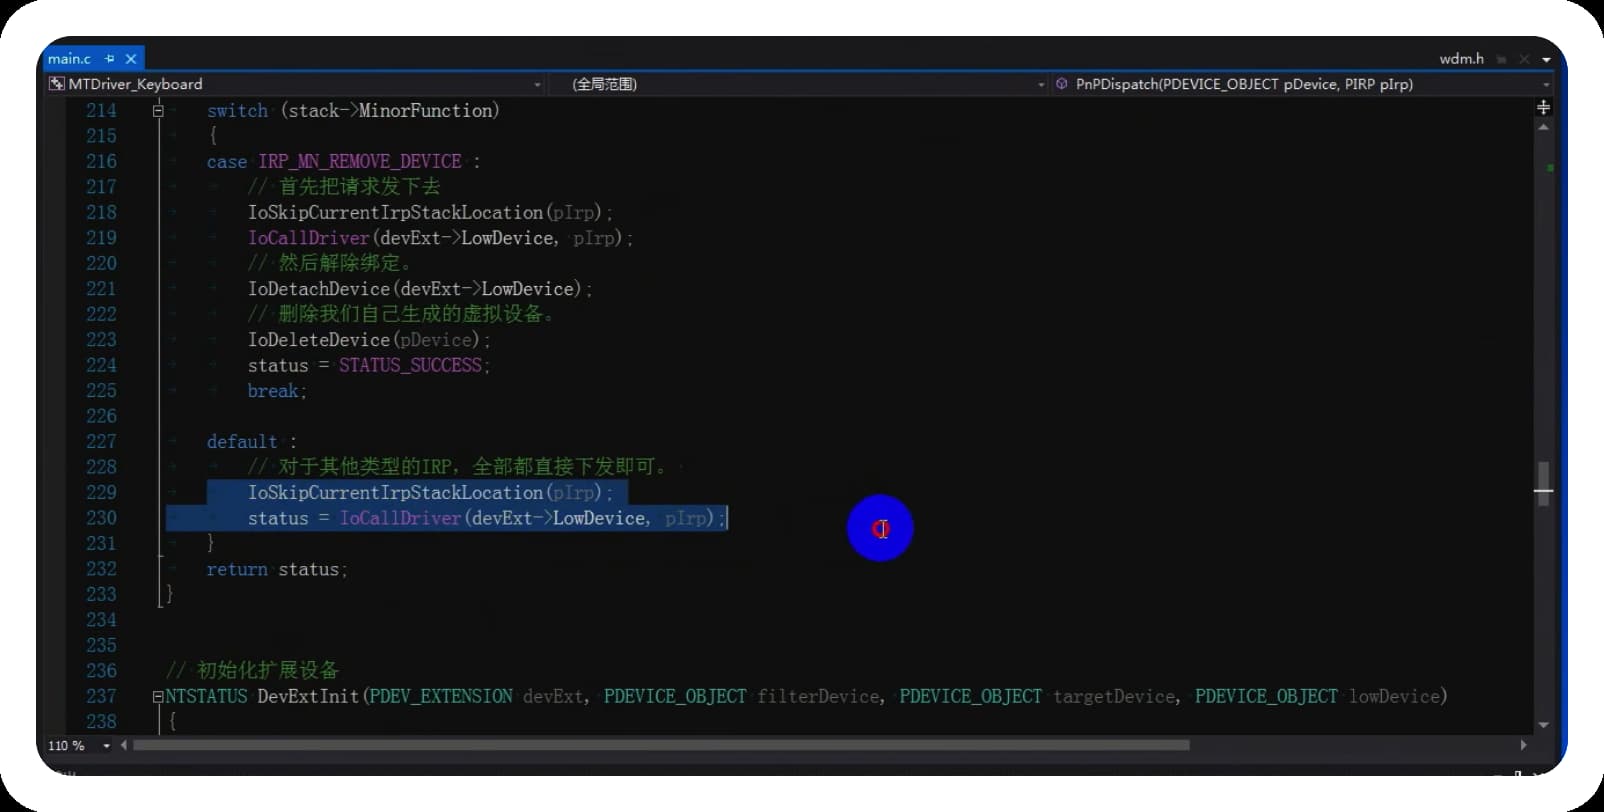 main.c
wdm.h
MTDriver_Keyboard
(全局范围)
PnPDispatch(PDEVICE_OBJECT pDevice, PIRP pIrp)
214 switch (stack->MinorFunction)
215 {
216 case IRP_MN_REMOVE_DEVICE :
217 // 首先把请求发下去
218 IoSkipCurrentIrpStackLocation(pIrp);
219 IoCallDriver(devExt->LowDevice, pIrp);
220 // 然后解除绑定。
221 IoDetachDevice(devExt->LowDevice);
222 // 删除我们自己生成的虚拟设备。
223 IoDeleteDevice(pDevice);
224 status = STATUS_SUCCESS;
225 break;
226
227 default :
228 // 对于其他类型的IRP，全部都直接下发即可。
229 IoSkipCurrentIrpStackLocation(pIrp);
230 status = IoCallDriver(devExt->LowDevice, pIrp);
231 }
232 return status;
233 }
234
235
236 // 初始化扩展设备
237 NTSTATUS DevExtInit(PDEV_EXTENSION devExt, PDEVICE_OBJECT filterDevice, PDEVICE_OBJECT targetDevice, PDEVICE_OBJECT lowDevice)
238 {
110 %